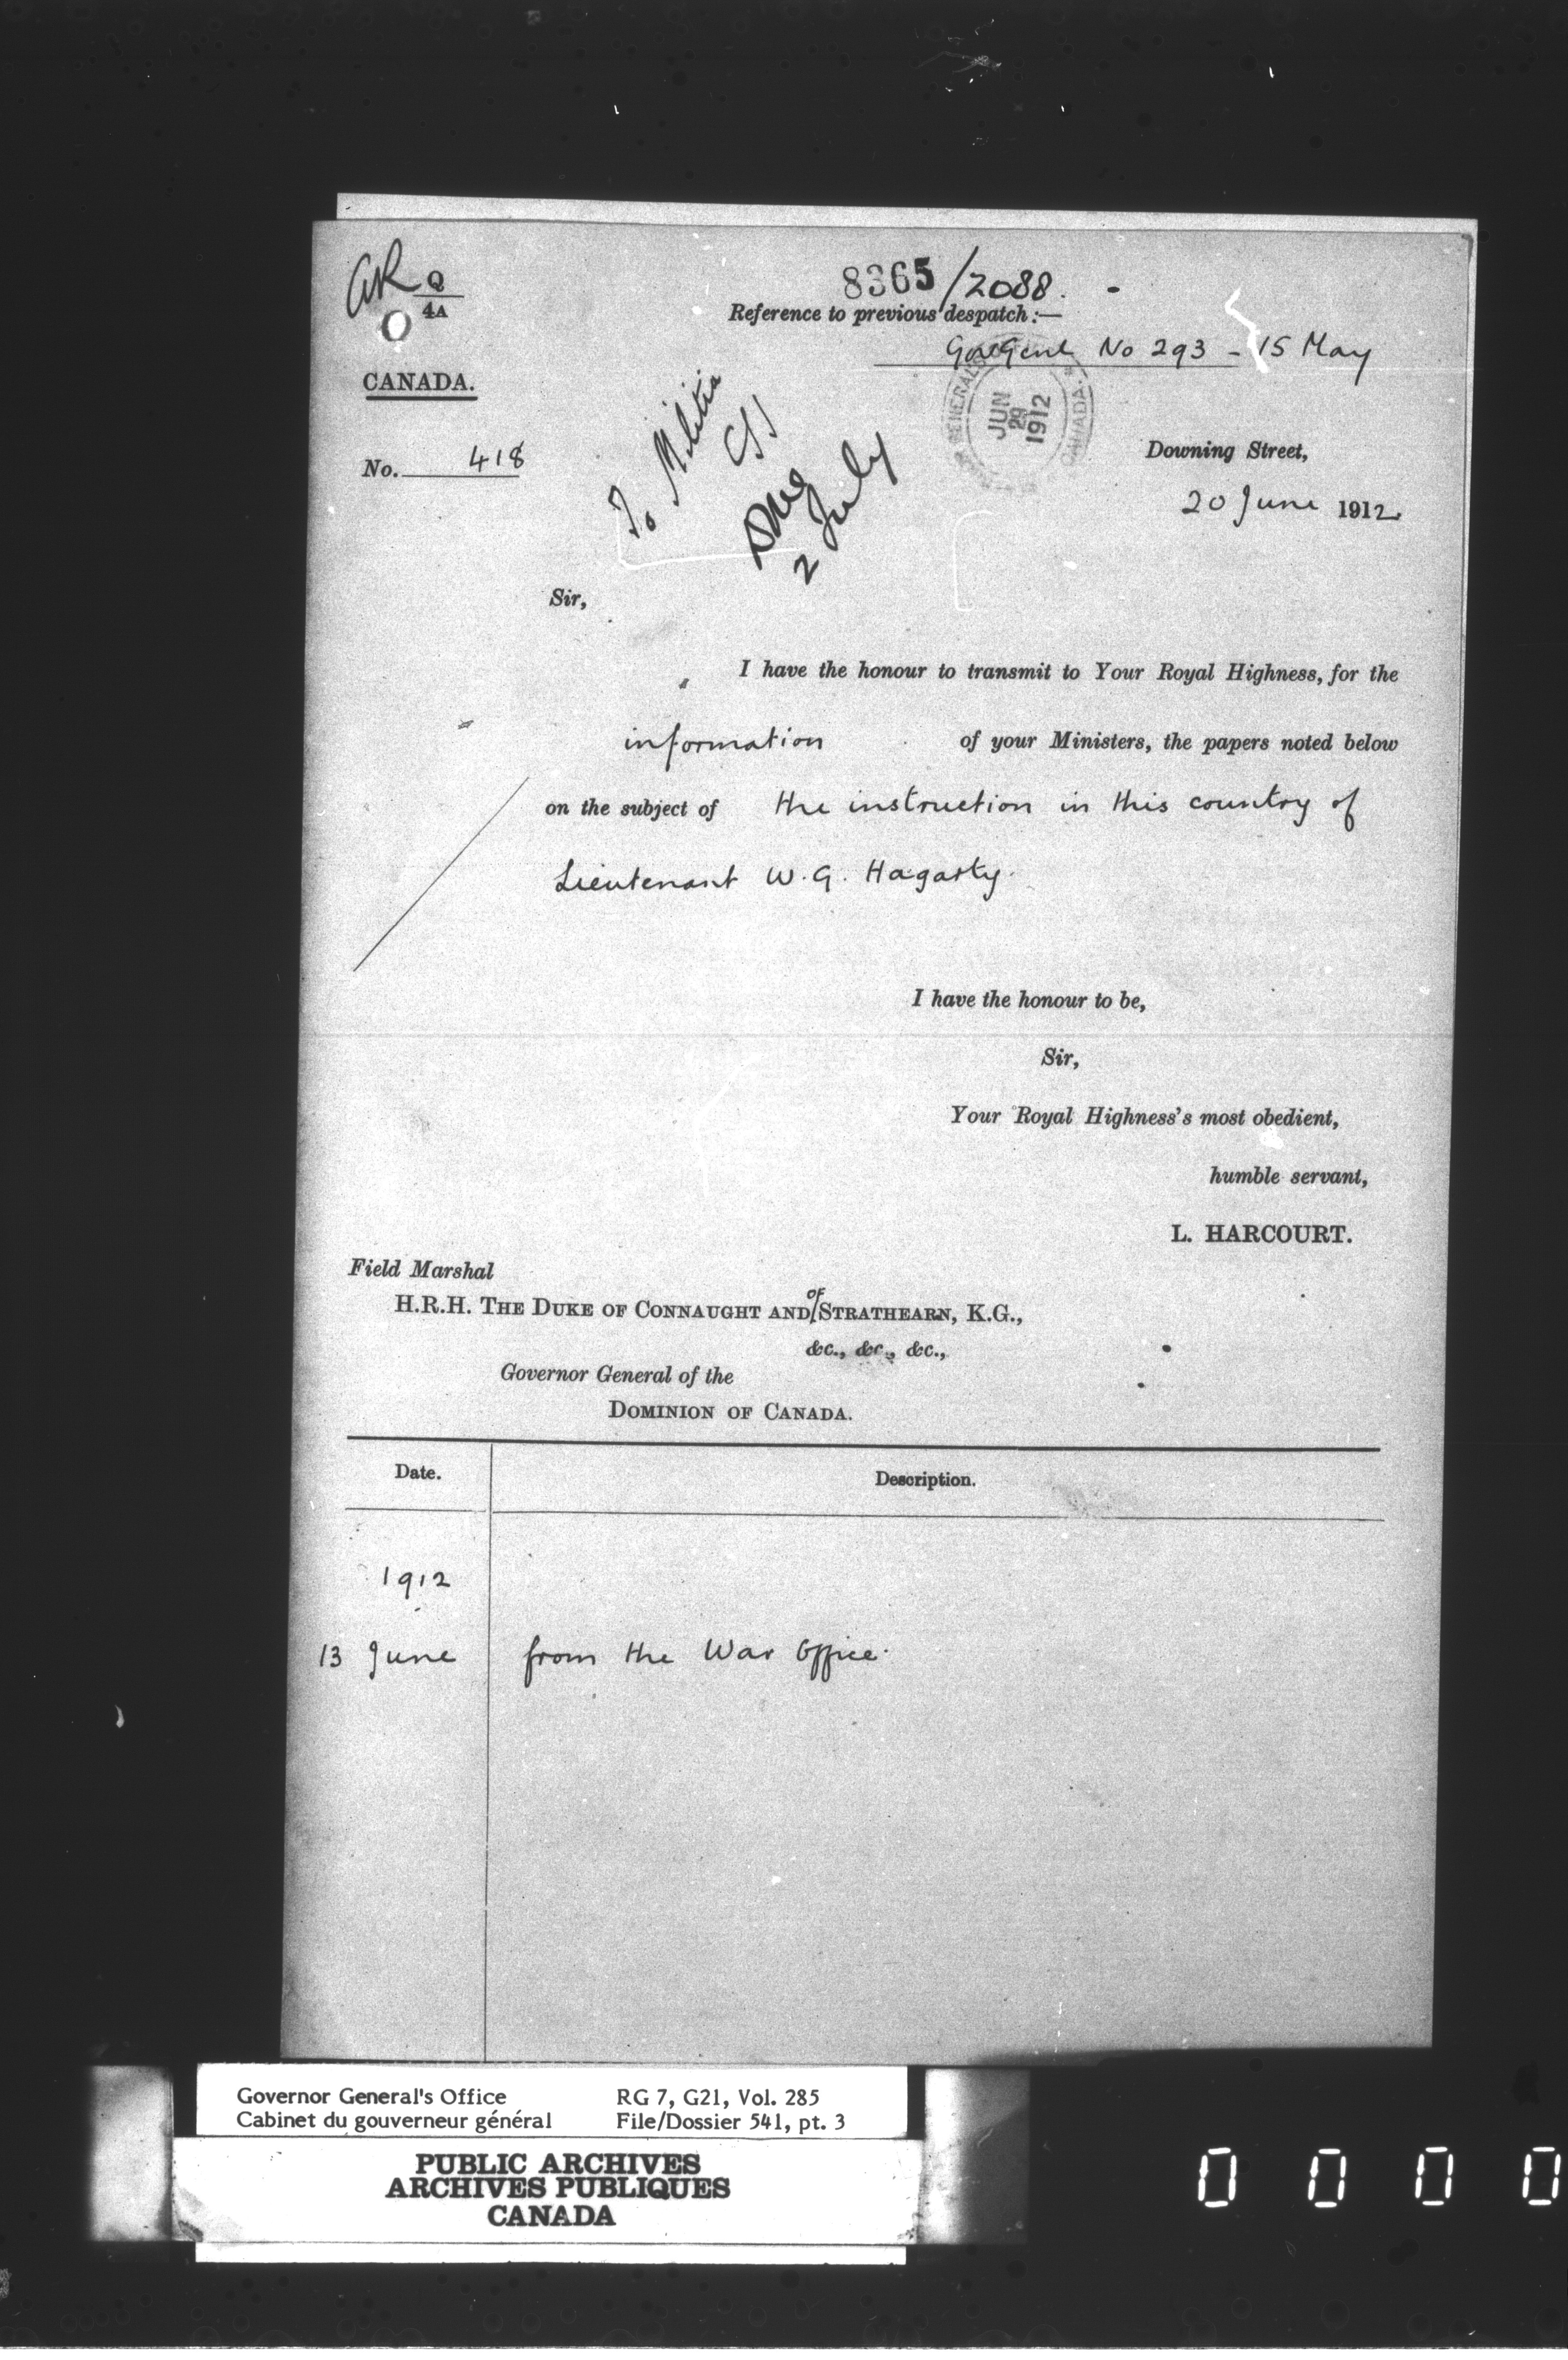 Q
4A
8365/2088.
Reference to previous despatch:—
No 293 - 15 May
CANADA.
GENERAL'S
JUN
29
1912
CANADA.
To Militia
2 July
No. 418
Downing Street,
20 June 1912.
Sir,
I have the honour to transmit to Your Royal Highness, for the
information of your Ministers, the papers noted below
on the subject of the instruction in this country of
Lieutenant W. G. Hagarty.
I have the honour to be,
Sir,
Your Royal Highness's most obedient,
humble servant,
L. HARCOURT.
Field Marshal
H.R.H. THE DUKE OF CONNAUGHT AND OF STRATHEARN, K.G.,
&c., &c., &c.,
Governor General of the
DOMINION OF CANADA.
Date. Description.
1912
13 June from the War Office.
Governor General's Office RG 7, G21, Vol. 285
Cabinet du gouverneur général File/Dossier 541, pt. 3
PUBLIC ARCHIVES
ARCHIVES PUBLIQUES
CANADA
0 0 0 0